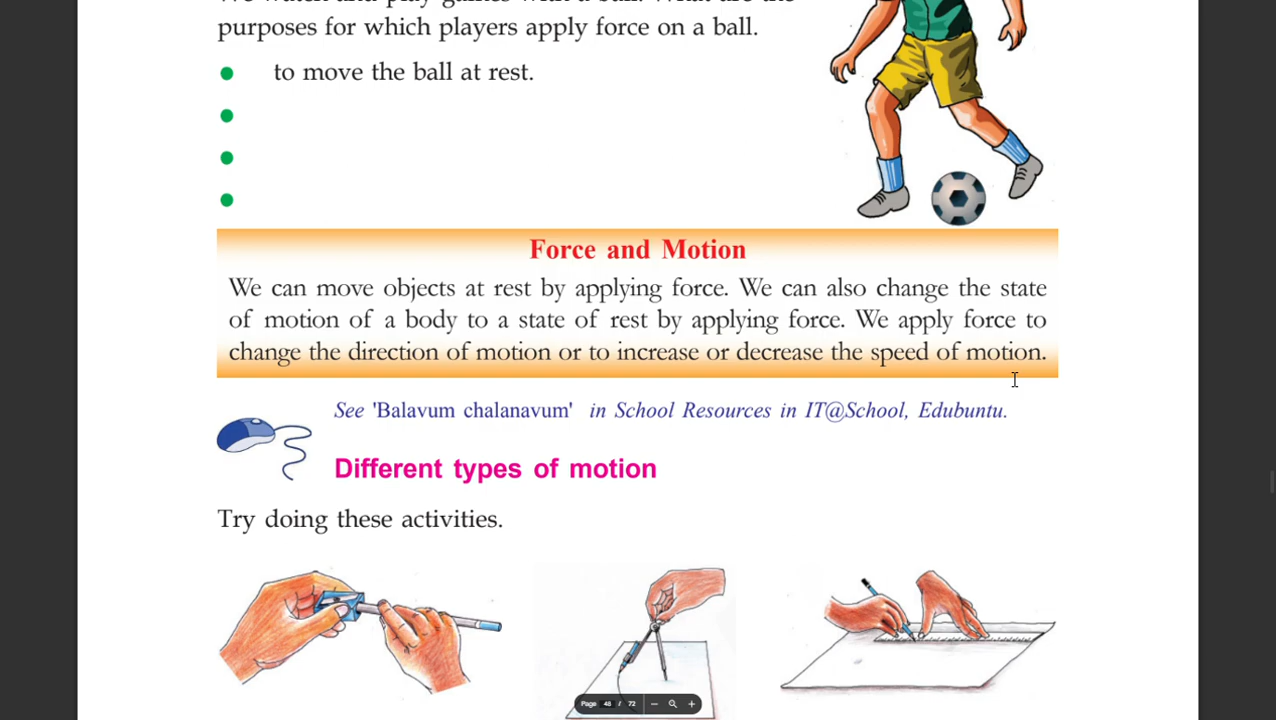 purposes for which players apply force on a ball.
to move the ball at rest.
Force and Motion
We can move objects at rest by applying force. We can also change the state
of motion of a body to a state of rest by applying force. We apply force to
change the direction of motion or to increase or decrease the speed of motion.
See 'Balavum chalanavum' in School Resources in IT@School, Edubuntu.
Different types of motion
Try doing these activities.
Page 48 / 72